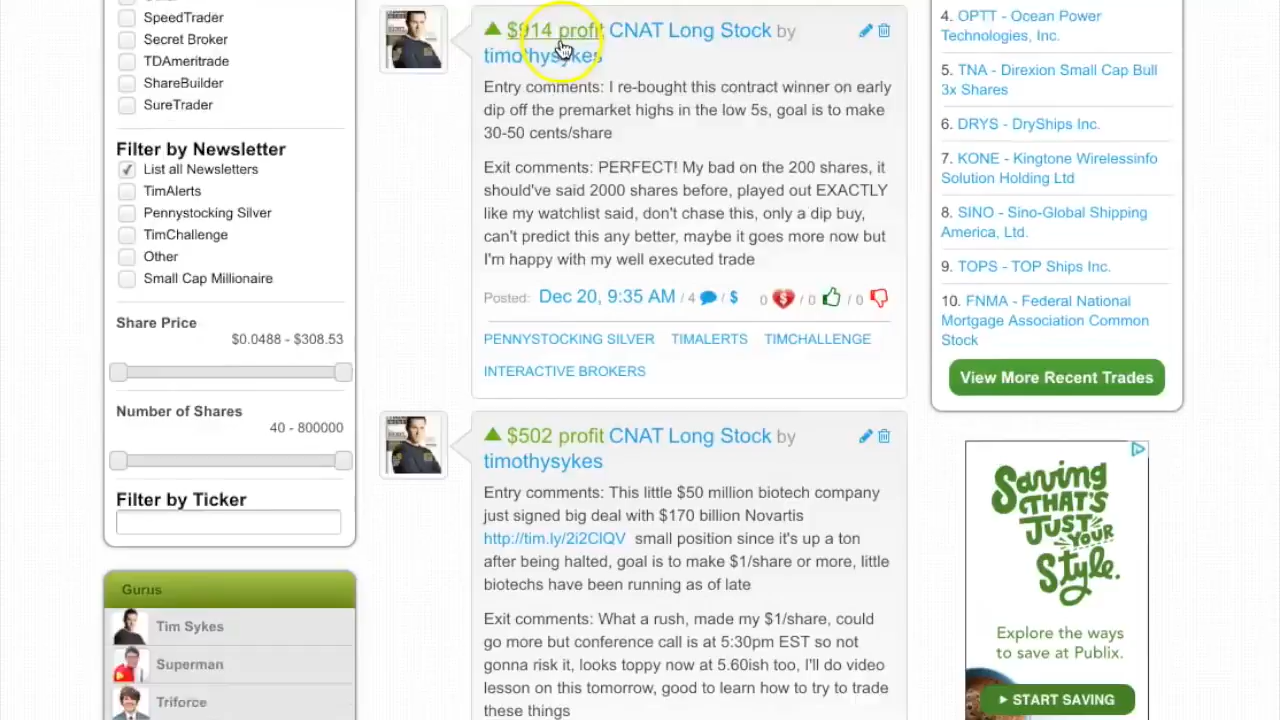 SpeedTrader
Secret Broker
TDAmeritrade
ShareBuilder
SureTrader
Filter by Newsletter
List all Newsletters
TimAlerts
Pennystocking Silver
TimChallenge
Other
Small Cap Millionaire
Share Price
$0.0488 - $308.53
Number of Shares
40 - 800000
Filter by Ticker
Gurus
Tim Sykes
Superman
Triforce
$914 profit CNAT Long Stock by
timothysykes
Entry comments: I re-bought this contract winner on early
dip off the premarket highs in the low 5s, goal is to make
30-50 cents/share
Exit comments: PERFECT! My bad on the 200 shares, it
should've said 2000 shares before, played out EXACTLY
like my watchlist said, don't chase this, only a dip buy,
can't predict this any better, maybe it goes more now but
I'm happy with my well executed trade
Posted: Dec 20, 9:35 AM / 4 / $ 0 $ / 0 / 0
PENNYSTOCKING SILVER TIMALERTS TIMCHALLENGE
INTERACTIVE BROKERS
$502 profit CNAT Long Stock by
timothysykes
Entry comments: This little $50 million biotech company
just signed big deal with $170 billion Novartis
http://tim.ly/2i2CIQV small position since it's up a ton
after being halted, goal is to make $1/share or more, little
biotechs have been running as of late
Exit comments: What a rush, made my $1/share, could
go more but conference call is at 5:30pm EST so not
gonna risk it, looks toppy now at 5.60ish too, I'll do video
lesson on this tomorrow, good to learn how to try to trade
these things
4. OPTT - Ocean Power
Technologies, Inc.
5. TNA - Direxion Small Cap Bull
3x Shares
6. DRYS - DryShips Inc.
7. KONE - Kingtone Wirelessinfo
Solution Holding Ltd
8. SINO - Sino-Global Shipping
America, Ltd.
9. TOPS - TOP Ships Inc.
10. FNMA - Federal National
Mortgage Association Common
Stock
View More Recent Trades
Saving
THAT'S
JUST
YOUR
Style.
Explore the ways
to save at Publix.
START SAVING